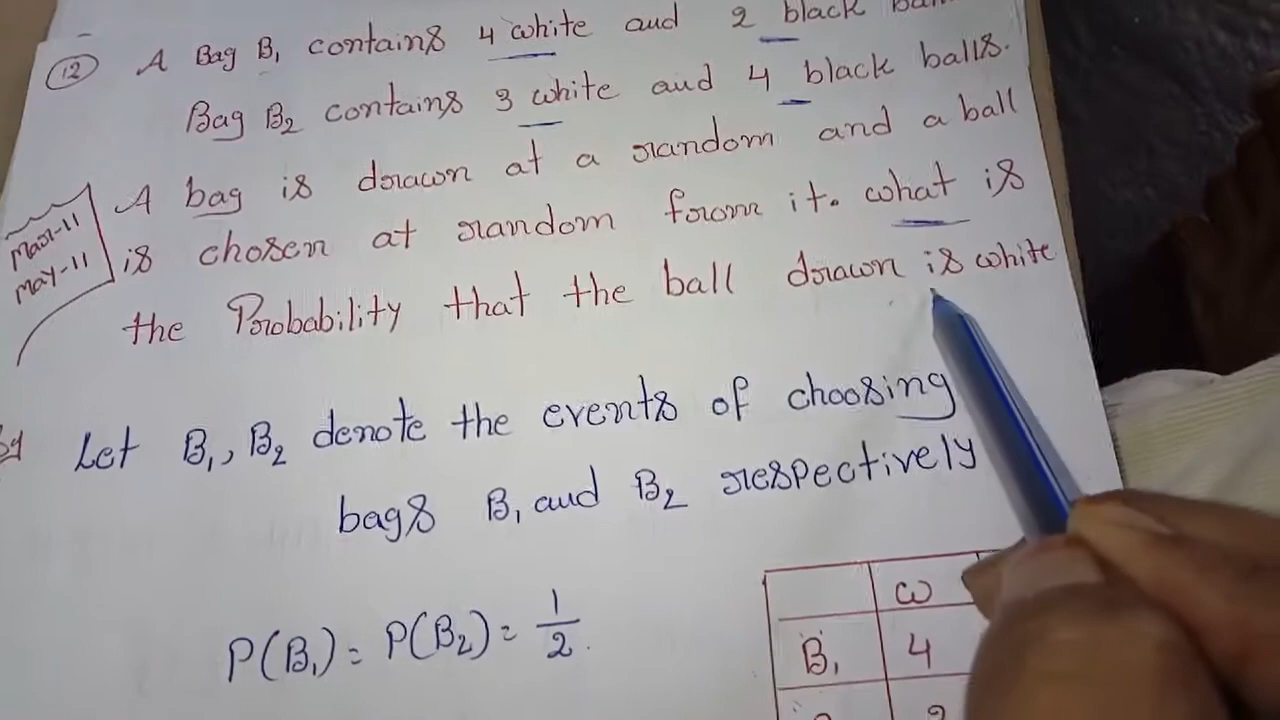 12 A Bag B₁ contains 4 white and 2 black
Bag B₂ contains 3 white and 4 black balls.
A bag is drawn at a random and a ball
Mar-11
May-11
is chosen at random from it. what is
the Probability that the ball drawn is white
Let B₁, B₂ denote the events of choosing
bags B₁ and B₂ respectively
P(B₁) = P(B₂) = 1/2.
W
B₁ 4